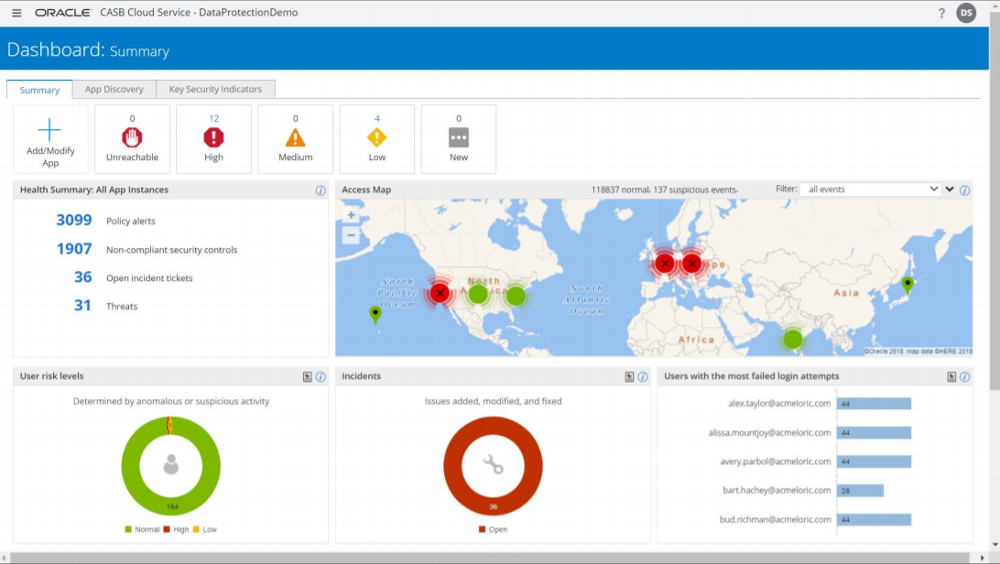 ORACLE CASB Cloud Service - DataProtectionDemo
? DS
Dashboard: Summary
Summary App Discovery Key Security Indicators
Add/Modify
App
0
Unreachable
12
High
0
Medium
4
Low
0
New
Health Summary: All App Instances
3099 Policy alerts
1907 Non-compliant security controls
36 Open incident tickets
31 Threats
Access Map
118837 normal, 137 suspicious events.
Filter: all events
+
−
North
Pacific
Ocean
North
North
Atlantic
Ocean
Asia
Africa
©Oracle 2018, map data ©HERE 2018
User risk levels
Determined by anomalous or suspicious activity
164
Normal High Low
Incidents
Issues added, modified, and fixed
36
Open
Users with the most failed login attempts
alex.taylor@acmeloric.com 44
alissa.mountjoy@acmeloric.com 44
avery.parbol@acmeloric.com 44
bart.hachey@acmeloric.com 28
bud.richman@acmeloric.com 44